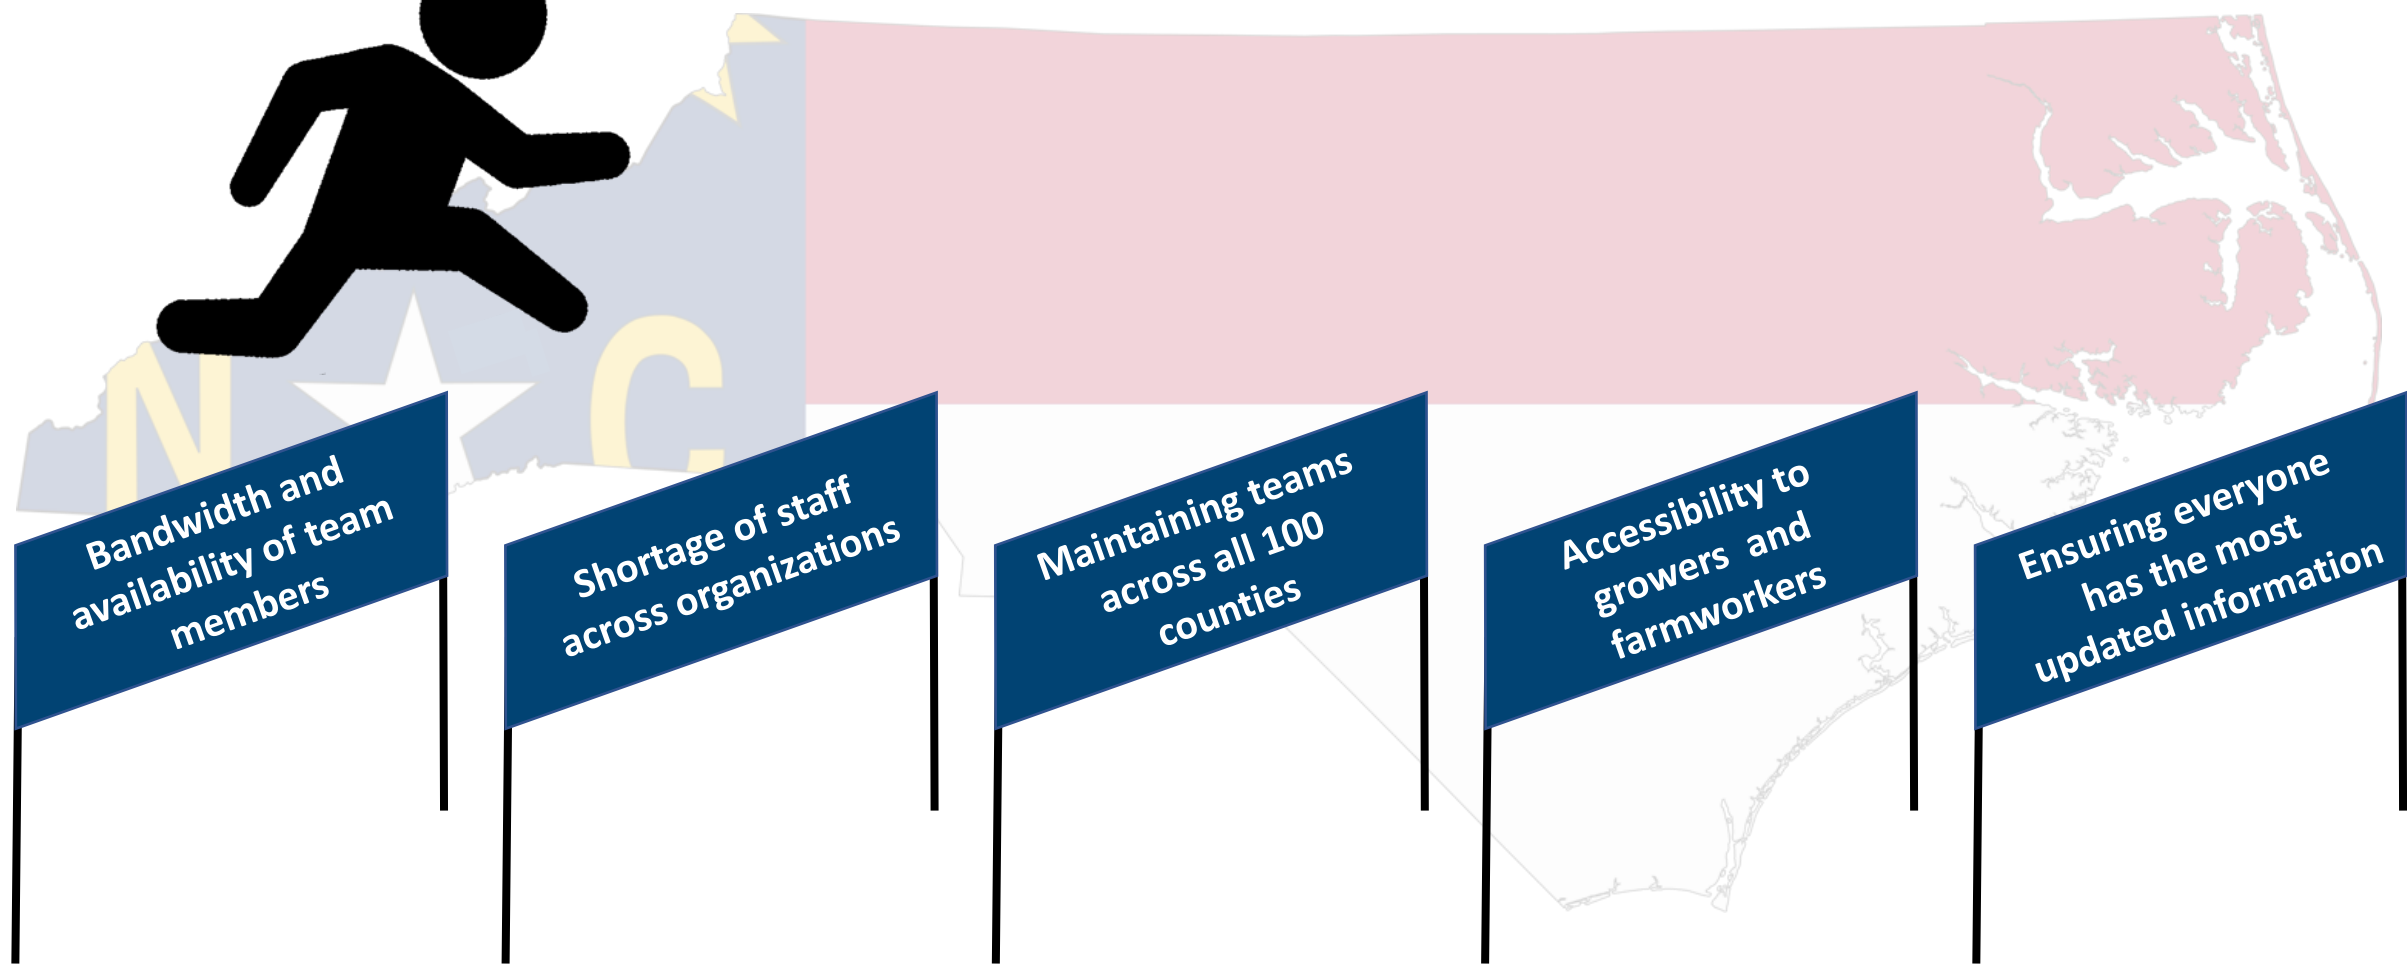 N C
Bandwidth and
availability of team
members
Shortage of staff
across organizations
Maintaining teams
across all 100
counties
Accessibility to
growers  and
farmworkers
Ensuring everyone
has the most
updated information